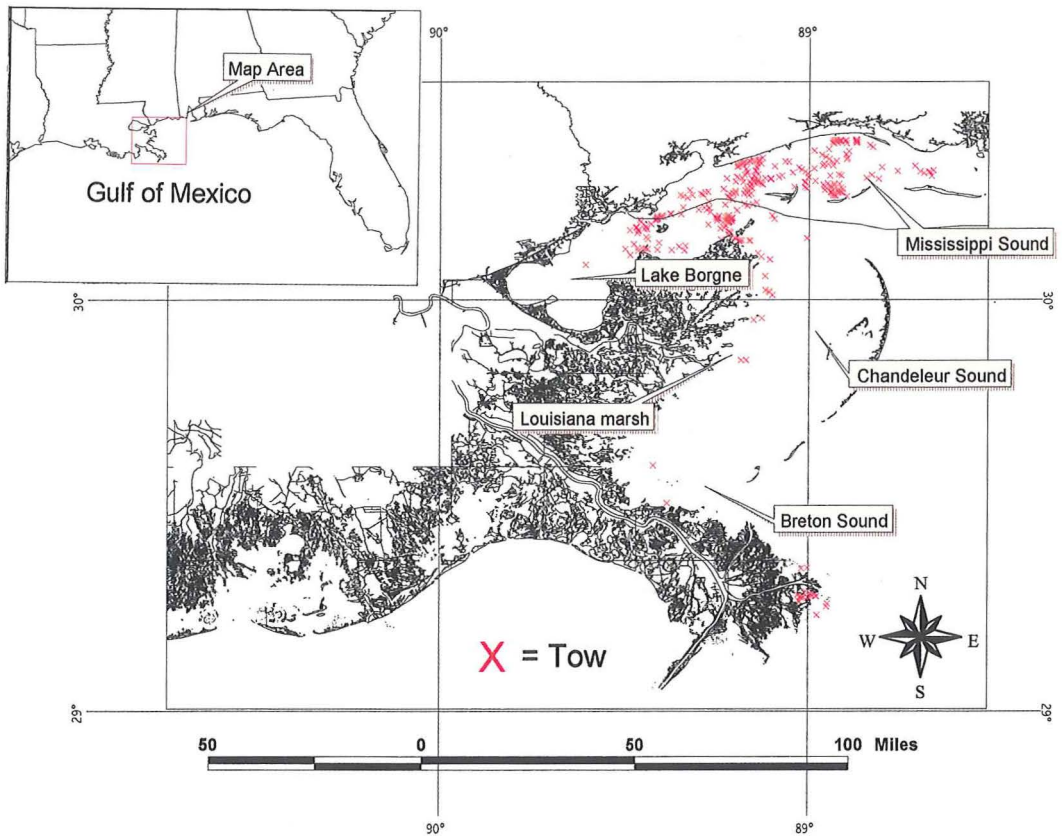 Map Area
Gulf of Mexico
90°
89°
Mississippi Sound
Lake Borgne
30°
30°
Chandeleur Sound
Louisiana marsh
Breton Sound
N
W
E
S
X = Tow
29°
29°
50
0
50
100 Miles
90°
89°